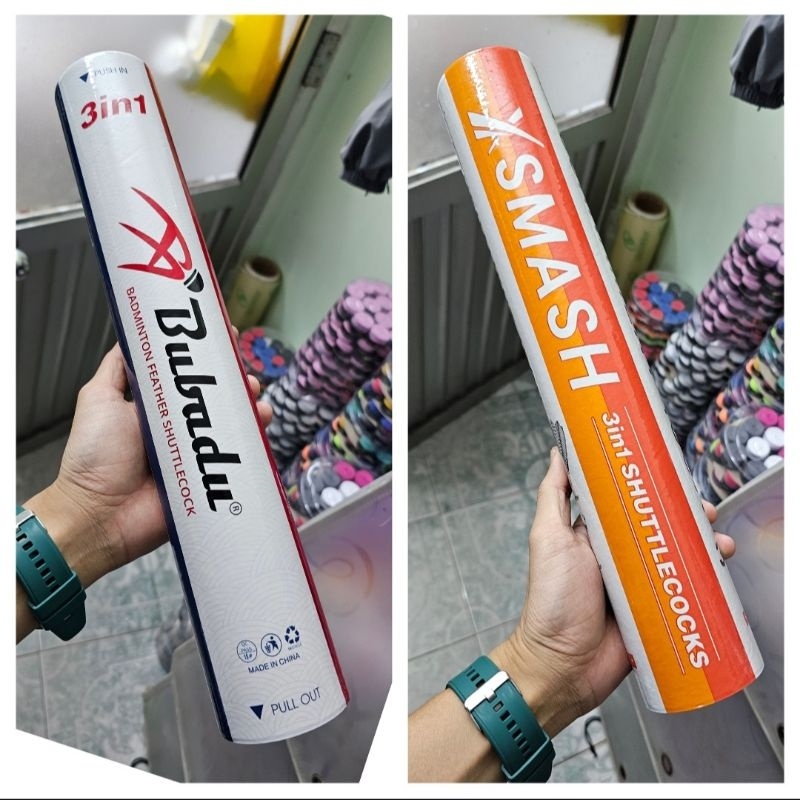 PUSH IN
3in1
Bubadu®
BADMINTON FEATHER SHUTTLECOCK
MADE IN CHINA
PULL OUT
SMASH
3in1 SHUTTLECOCKS